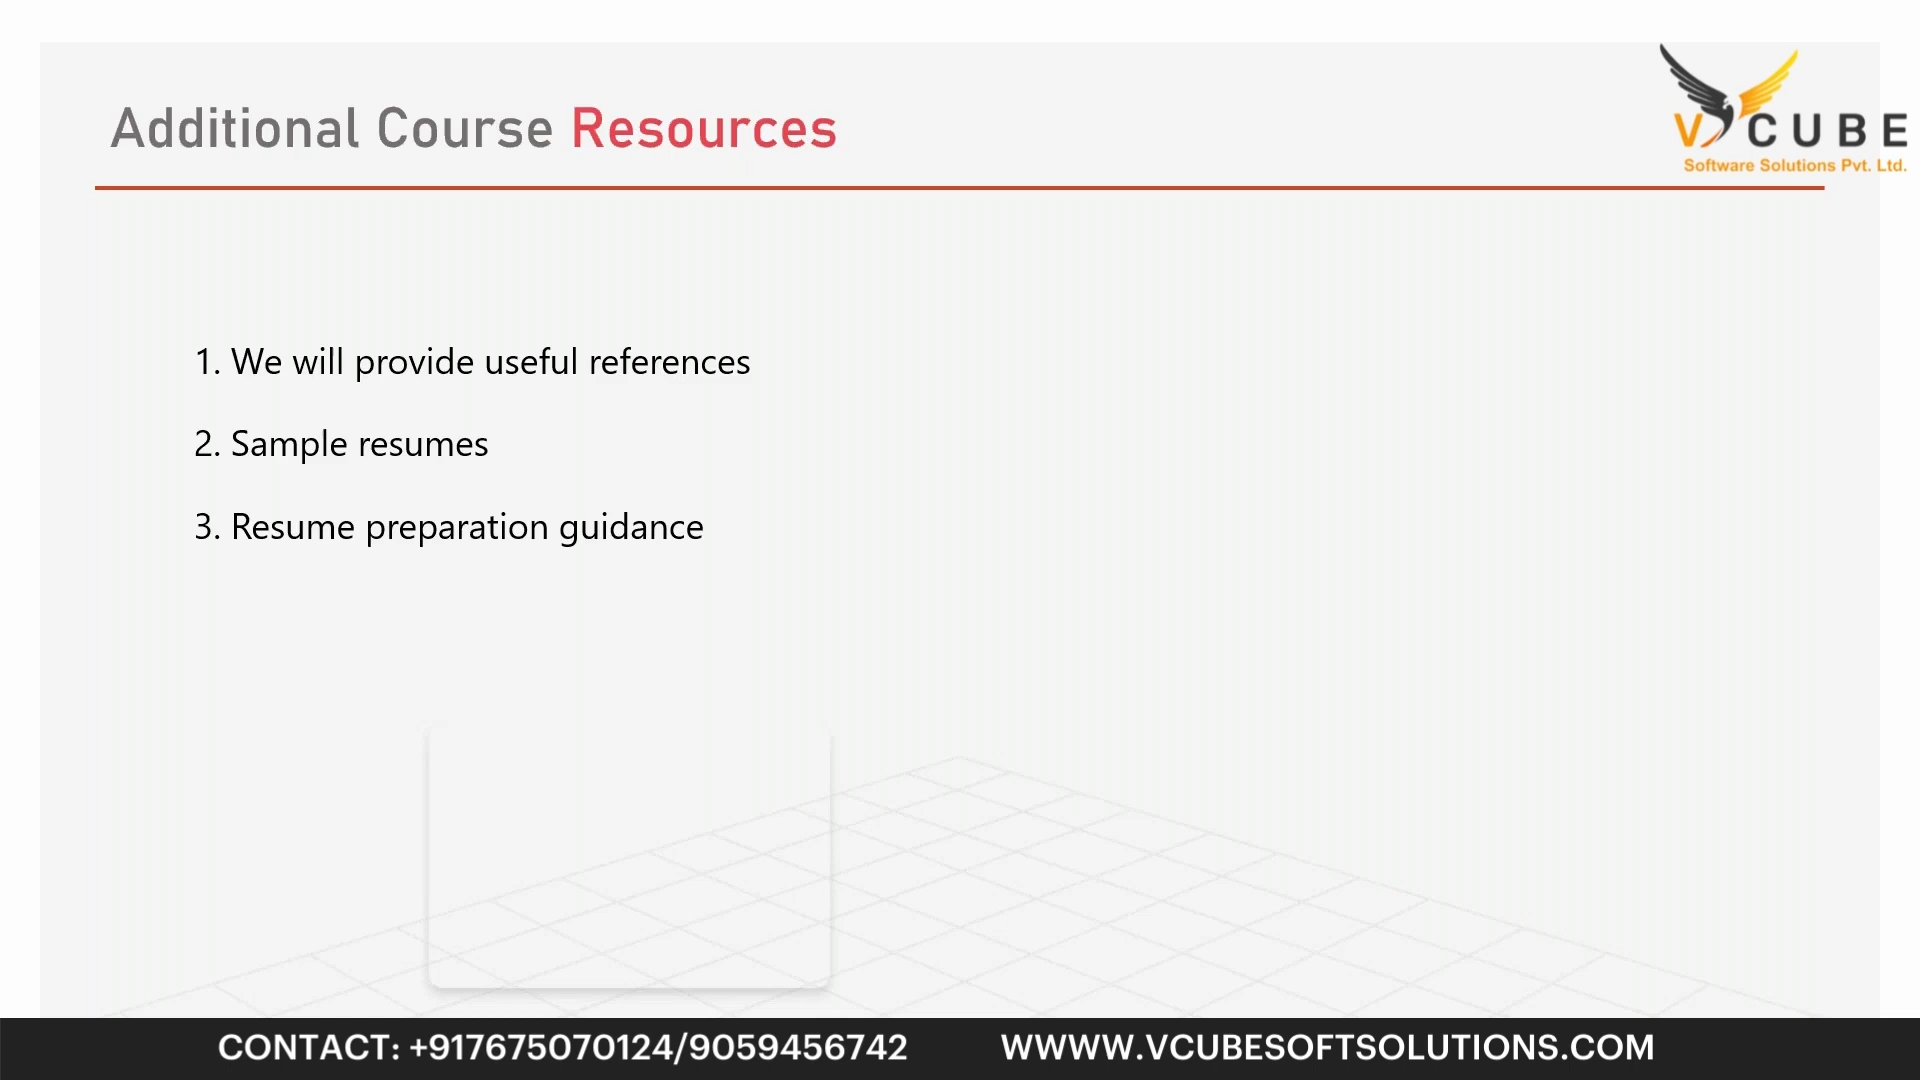 Additional Course Resources
V CUBE
Software Solutions Pvt. Ltd.
1. We will provide useful references
2. Sample resumes
3. Resume preparation guidance
CONTACT: +917675070124/9059456742
WWWW.VCUBESOFTSOLUTIONS.COM